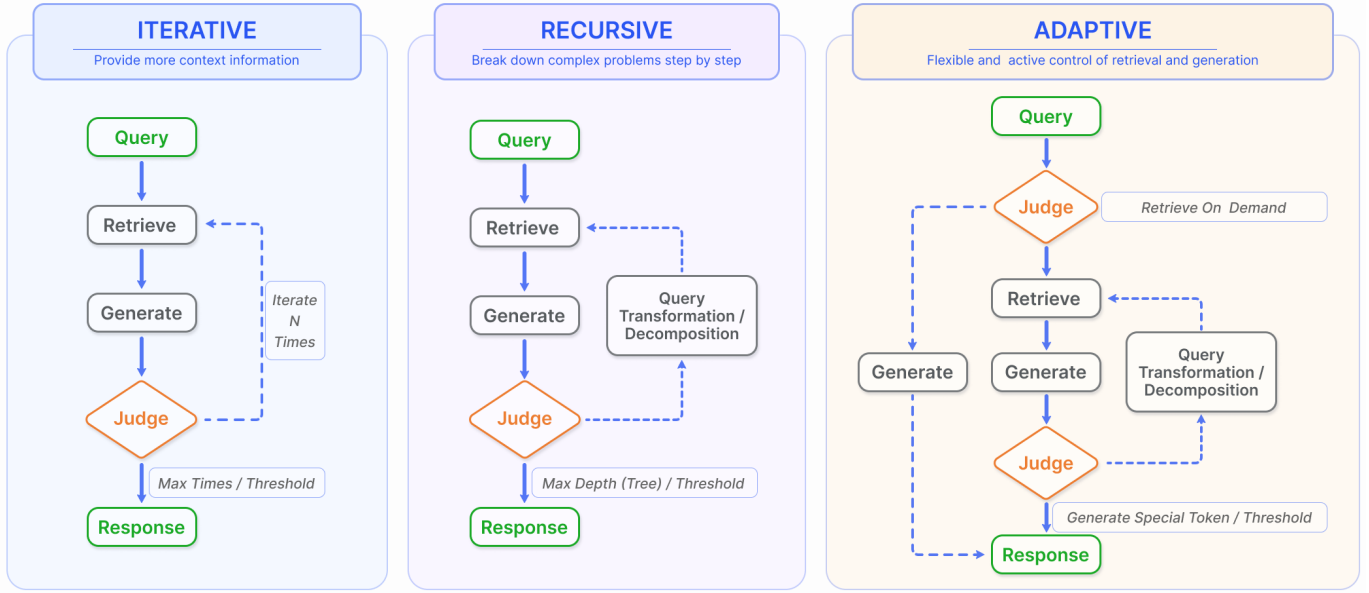 ITERATIVE
Provide more context information
Query
Retrieve
Generate
Iterate
N
Times
Judge
Max Times / Threshold
Response
RECURSIVE
Break down complex problems step by step
Query
Retrieve
Generate
Query
Transformation /
Decomposition
Judge
Max Depth (Tree) / Threshold
Response
ADAPTIVE
Flexible and active control of retrieval and generation
Query
Judge
Retrieve On Demand
Retrieve
Generate
Generate
Query
Transformation /
Decomposition
Judge
Generate Special Token / Threshold
Response